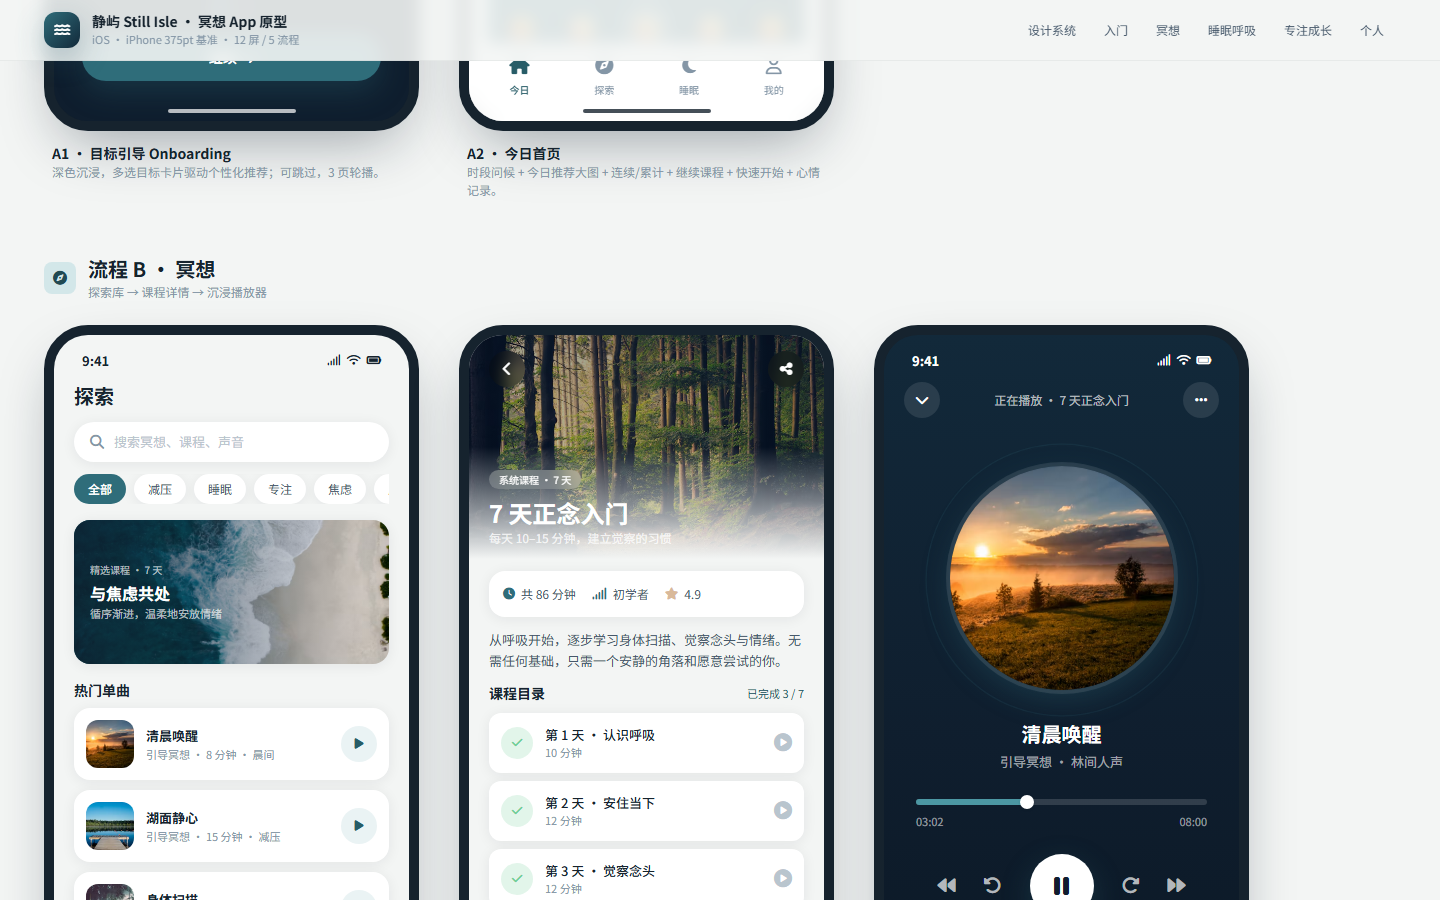 静屿 Still Isle · 冥想 App 原型
iOS · iPhone 375pt 基准 · 12 屏 / 5 流程
设计系统
入门
冥想
睡眠呼吸
专注成长
个人
今日
探索
睡眠
我的
A1 · 目标引导 Onboarding
深色沉浸，多选目标卡片驱动个性化推荐；可跳过，3 页轮播。
A2 · 今日首页
时段问候 + 今日推荐大图 + 连续/累计 + 继续课程 + 快速开始 + 心情
记录。
流程 B · 冥想
探索库 → 课程详情 → 沉浸播放器
9:41
探索
搜索冥想、课程、声音
全部
减压
睡眠
专注
焦虑
精选课程 · 7 天
与焦虑共处
循序渐进，温柔地安放情绪
热门单曲
清晨唤醒
引导冥想 · 8 分钟 · 晨间
湖面静心
引导冥想 · 15 分钟 · 减压
身体扫描
系统课程 · 7 天
7 天正念入门
每天 10–15 分钟，建立觉察的习惯
共 86 分钟
初学者
4.9
从呼吸开始，逐步学习身体扫描、觉察念头与情绪。无
需任何基础，只需一个安静的角落和愿意尝试的你。
课程目录
已完成 3 / 7
第 1 天 · 认识呼吸
10 分钟
第 2 天 · 安住当下
12 分钟
第 3 天 · 觉察念头
12 分钟
9:41
正在播放 · 7 天正念入门
清晨唤醒
引导冥想 · 林间人声
03:02
08:00